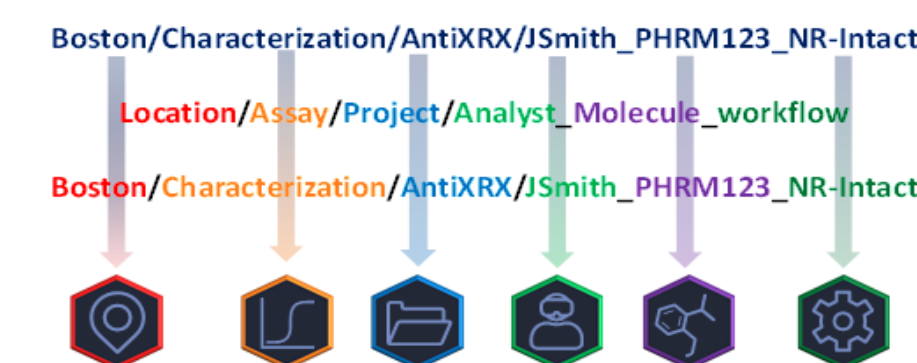 Boston/Characterization/AntiXRX/JSmith_PHRM123_NR-Intact
Location/Assay/Project/Analyst_Molecule_workflow
Boston/Characterization/AntiXRX/JSmith_PHRM123_NR-Intact